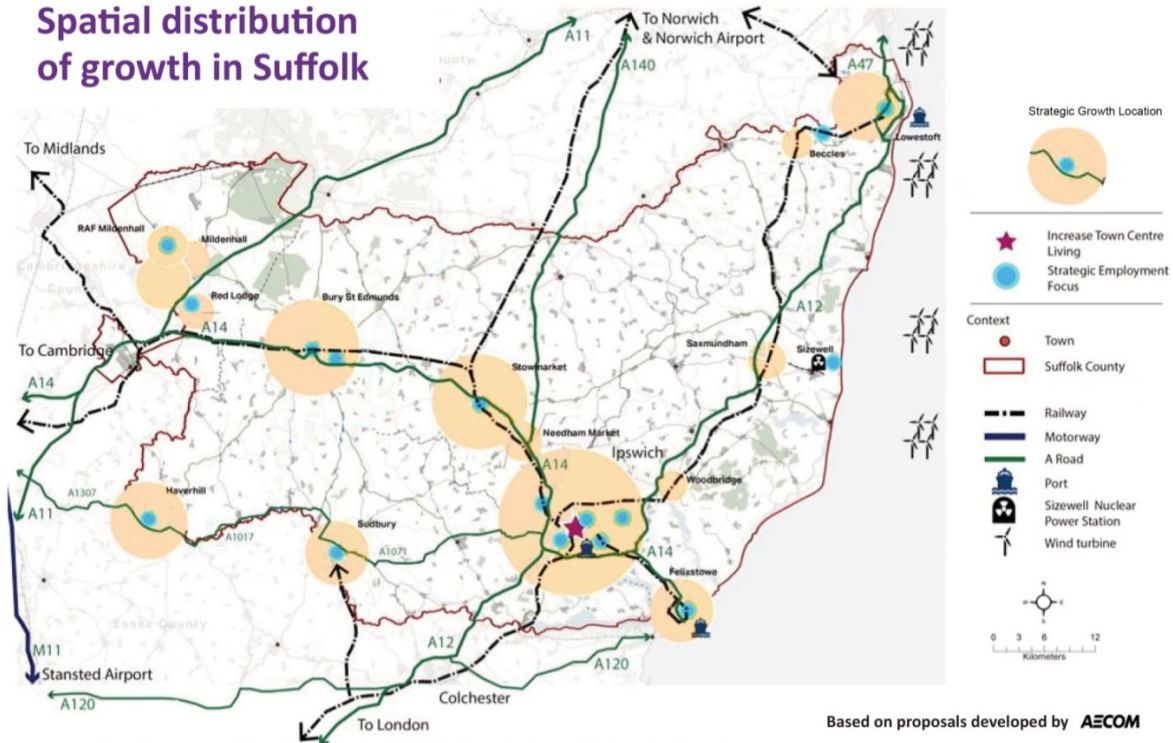 Spatial distribution
of growth in Suffolk
To Norwich
& Norwich Airport
A11
A140
A47
Lowestoft
Beccles
To Midlands
RAF Mildenhall
Mildenhall
Cambridgeshire
County
Red Lodge
A14
Bury St Edmunds
To Cambridge
A14
A12
Saxmundham
Sizewell
Stowmarket
Needham Market
Ipswich
A14
Woodbridge
A1307
Haverhill
A11
A1017
Sudbury
A1071
A14
Felixstowe
Essex County
M11
Stansted Airport
A12
A120
A120
Colchester
To London
Strategic Growth Location
Increase Town Centre
Living
Strategic Employment
Focus
Context
Town
Suffolk County
Railway
Motorway
A Road
Port
Sizewell Nuclear
Power Station
Wind turbine
N
W
E
S
0 3 6 12
Kilometers
Based on proposals developed by AECOM